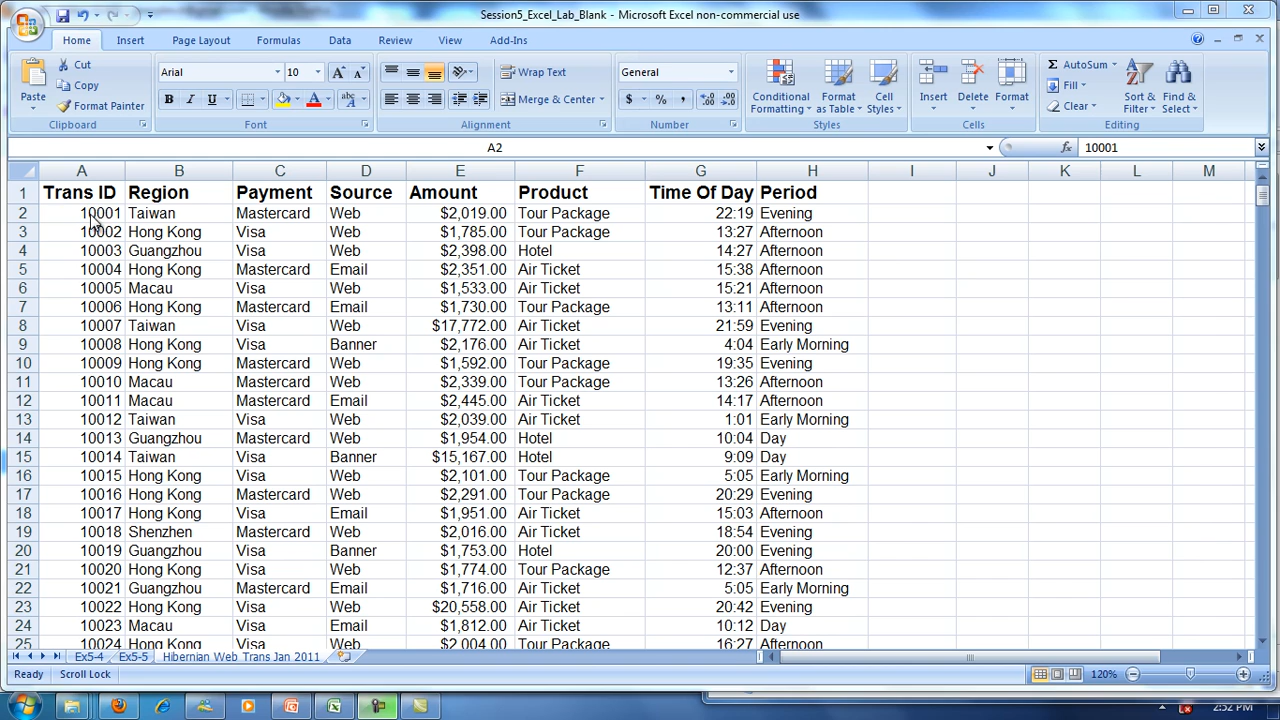 Session5_Excel_Lab_Blank - Microsoft Excel non-commercial use
Home Insert Page Layout Formulas Data Review View Add-Ins
Paste Cut Copy Format Painter Clipboard
Arial 10 B I U Font
Wrap Text Merge & Center Alignment
General $ % , Number
Conditional Formatting Format as Table Cell Styles Styles
Insert Delete Format Cells
Σ AutoSum Fill Clear Sort & Filter Find & Select Editing
A2 fx 10001
A B C D E F G H I J K L M
1 Trans ID Region Payment Source Amount Product Time Of Day Period
2 10001 Taiwan Mastercard Web $2,019.00 Tour Package 22:19 Evening
3 10002 Hong Kong Visa Web $1,785.00 Tour Package 13:27 Afternoon
4 10003 Guangzhou Visa Web $2,398.00 Hotel 14:27 Afternoon
5 10004 Hong Kong Mastercard Email $2,351.00 Air Ticket 15:38 Afternoon
6 10005 Macau Visa Web $1,533.00 Air Ticket 15:21 Afternoon
7 10006 Hong Kong Mastercard Email $1,730.00 Tour Package 13:11 Afternoon
8 10007 Taiwan Visa Web $17,772.00 Air Ticket 21:59 Evening
9 10008 Hong Kong Visa Banner $2,176.00 Air Ticket 4:04 Early Morning
10 10009 Hong Kong Mastercard Web $1,592.00 Tour Package 19:35 Evening
11 10010 Macau Mastercard Web $2,339.00 Tour Package 13:26 Afternoon
12 10011 Macau Mastercard Email $2,445.00 Air Ticket 14:17 Afternoon
13 10012 Taiwan Visa Web $2,039.00 Air Ticket 1:01 Early Morning
14 10013 Guangzhou Mastercard Web $1,954.00 Hotel 10:04 Day
15 10014 Taiwan Visa Banner $15,167.00 Hotel 9:09 Day
16 10015 Hong Kong Visa Web $2,101.00 Tour Package 5:05 Early Morning
17 10016 Hong Kong Mastercard Web $2,291.00 Tour Package 20:29 Evening
18 10017 Hong Kong Visa Email $1,951.00 Air Ticket 15:03 Afternoon
19 10018 Shenzhen Mastercard Web $2,016.00 Air Ticket 18:54 Evening
20 10019 Guangzhou Visa Banner $1,753.00 Hotel 20:00 Evening
21 10020 Hong Kong Visa Web $1,774.00 Tour Package 12:37 Afternoon
22 10021 Guangzhou Mastercard Email $1,716.00 Air Ticket 5:05 Early Morning
23 10022 Hong Kong Visa Web $20,558.00 Air Ticket 20:42 Evening
24 10023 Macau Visa Email $1,812.00 Air Ticket 10:12 Day
25 10024 Hong Kong Visa Web $2,004.00 Tour Package 16:27 Afternoon
Ex5-4 Ex5-5 Hibernian Web Trans Jan 2011
Ready Scroll Lock 120%
2:52 PM